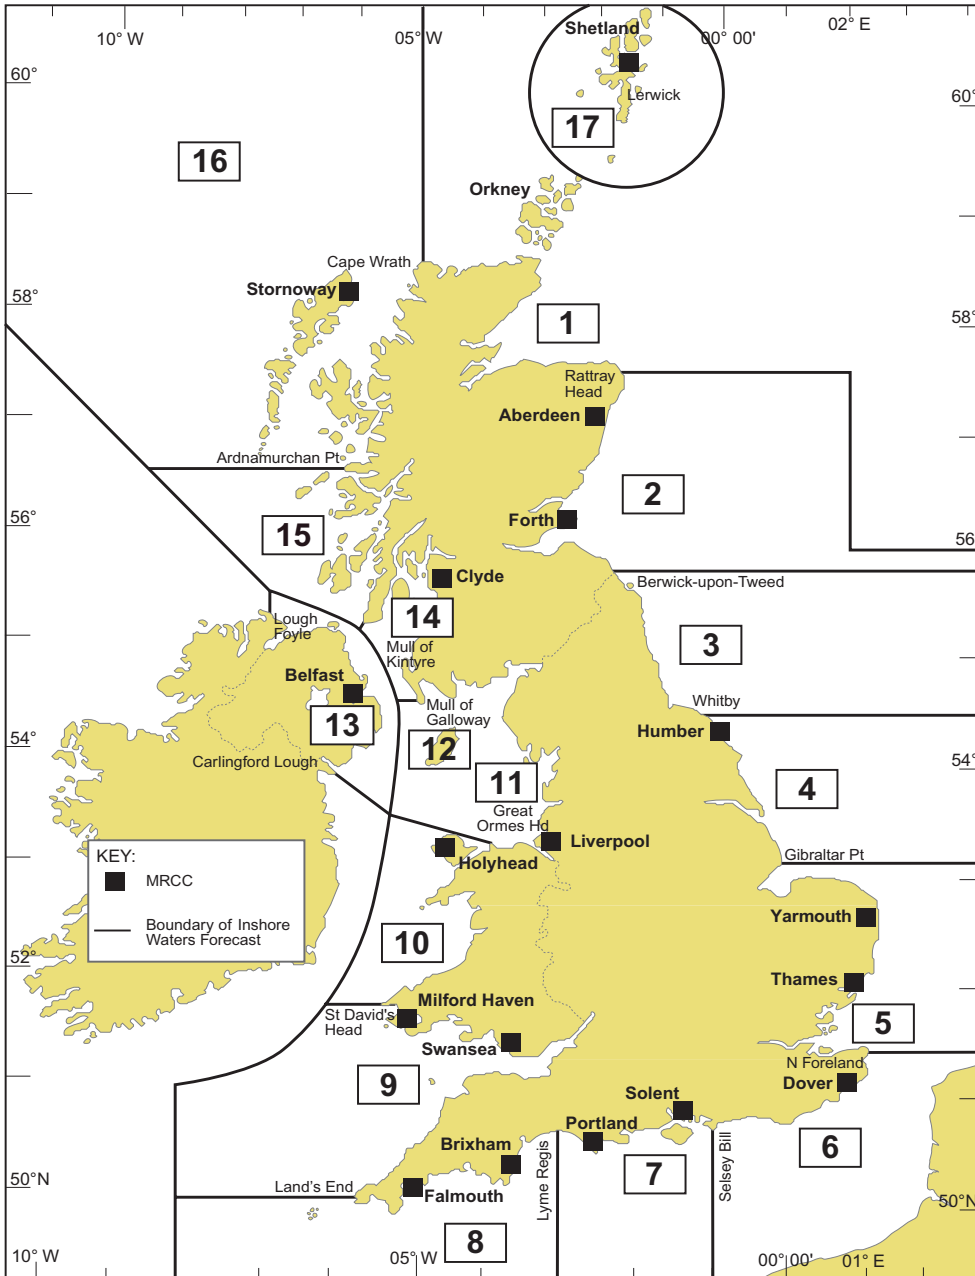 10° W
05° W
00° 00'
02° E
Shetland
60°
Lerwick
60°
17
16
Orkney
Cape Wrath
Stornoway
58°
1
58°
Rattray
Head
Aberdeen
Ardnamurchan Pt
2
56°
15
Forth
56
Clyde
Berwick-upon-Tweed
14
Lough
Foyle
3
Mull of
Kintyre
Belfast
Mull of
Galloway
Whitby
13
Humber
12
54°
Carlingford Lough
54°
11
4
Great
Ormes Hd
Liverpool
KEY:
MRCC
Boundary of Inshore
Waters Forecast
Holyhead
Gibraltar Pt
Yarmouth
10
52°
Thames
Milford Haven
St David's
Head
5
Swansea
N Foreland
9
Dover
Solent
Portland
Brixham
6
7
Lyme Regis
Selsey Bill
50°N
Land's End
Falmouth
50°N
8
10° W
05° W
00° 00'
01° E